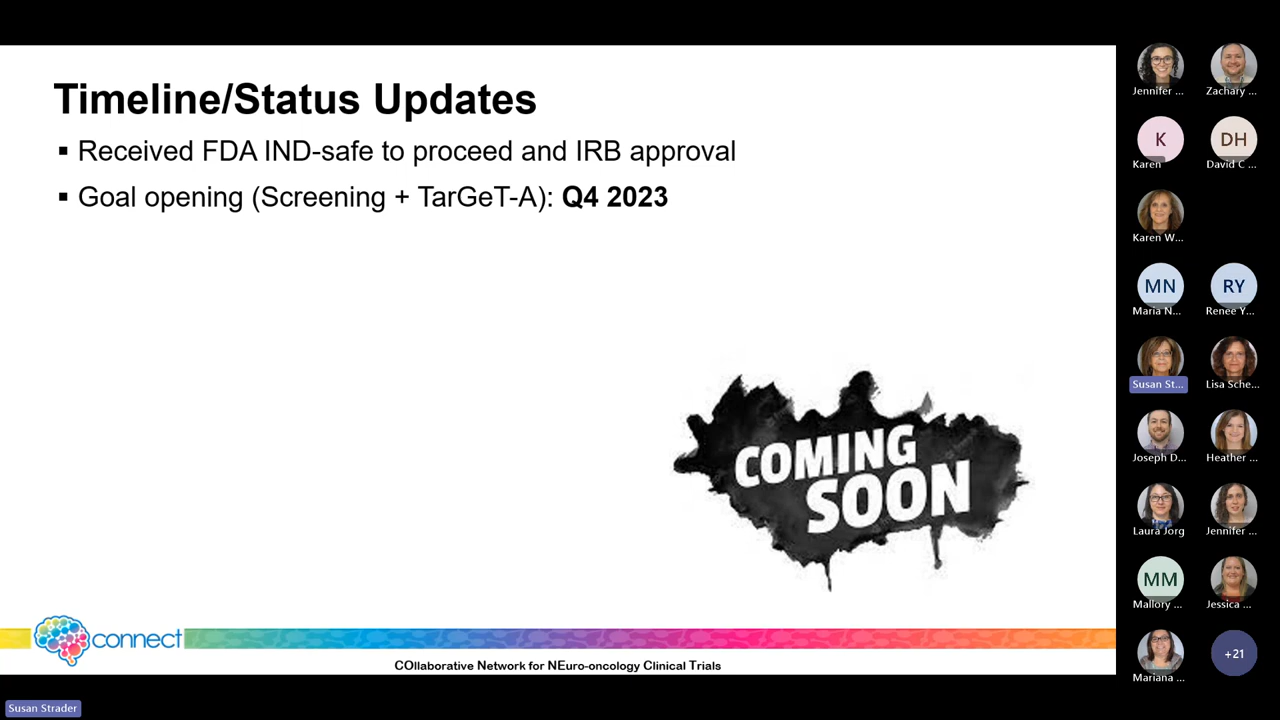 Timeline/Status Updates
▪ Received FDA IND-safe to proceed and IRB approval
▪ Goal opening (Screening + TarGeT-A): Q4 2023
COMING
SOON
connect
COllaborative Network for NEuro-oncology Clinical Trials
Susan Strader
Jennifer ...
Zachary ...
K
DH
Karen
David C ...
Karen W...
MN
RY
Maria N...
Renee Y...
Susan St...
Lisa Sche...
Joseph D...
Heather ...
Laura Jorg
Jennifer ...
MM
Mallory ...
Jessica ...
+21
Mariana ...